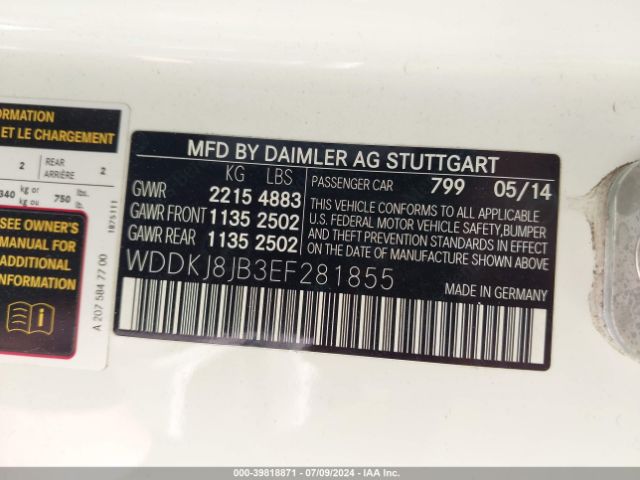 ORMATION
ET LE CHARGEMENT
2 REAR ARRIÈRE 2
340 kg or kg ou 750 lbs. lb.
SEE OWNER'S
MANUAL FOR
ADDITIONAL
INFORMATION
1875111
A 207 584 77 00
MFD BY DAIMLER AG STUTTGART
KG LBS
GVWR 2215 4883
GAWR FRONT 1135 2502
GAWR REAR 1135 2502
PASSENGER CAR 799 05/14
THIS VEHICLE CONFORMS TO ALL APPLICABLE
U.S. FEDERAL MOTOR VEHICLE SAFETY, BUMPER
AND THEFT PREVENTION STANDARDS IN EFFECT
ON THE DATE OF MANUFACTURE SHOWN ABOVE.
WDDKJ8JB3EF281855
MADE IN GERMANY
000-39818871 / 07/09/2024 - IAA Inc.